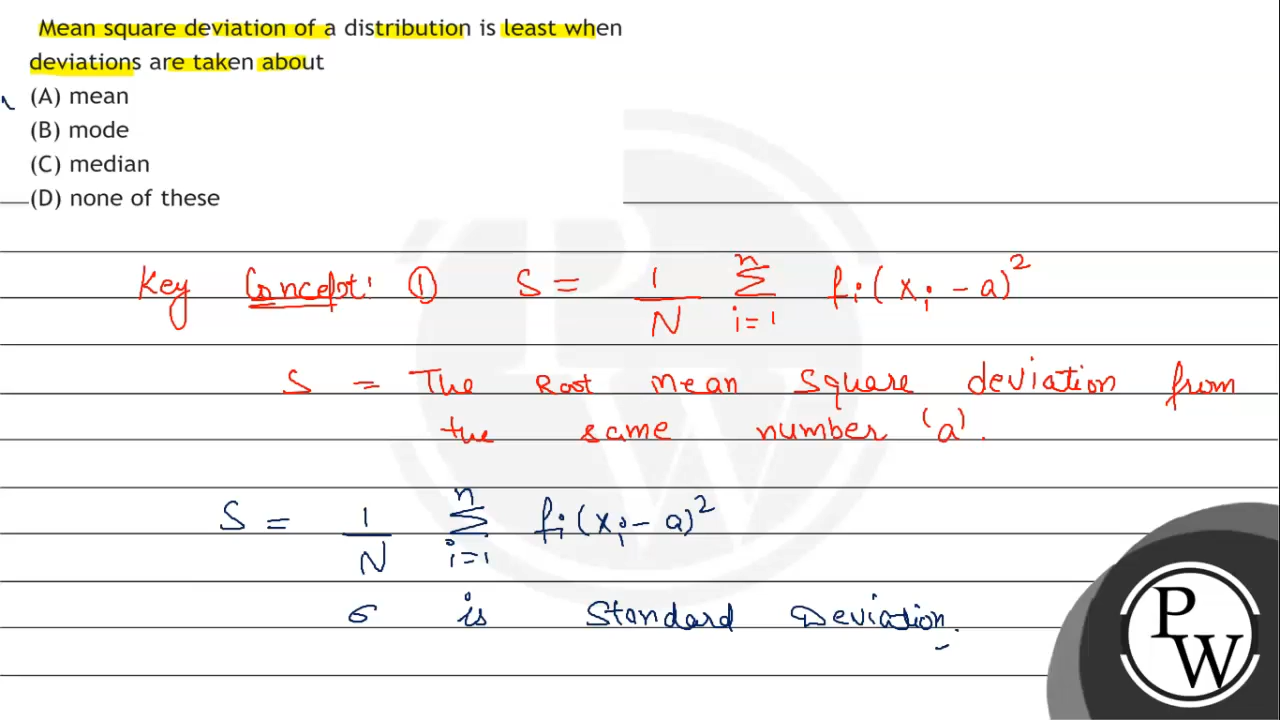 Mean square deviation of a distribution is least when
deviations are taken about
(A) mean
(B) mode
(C) median
(D) none of these
Key Concept: ① S = 1/N n∑i=1 fi(xi - a)²
S = The Root mean square deviation from
the same number 'a'.
S = 1/N n∑i=1 fi(xi - a)²
σ is Standard Deviation.
P
W
P
W